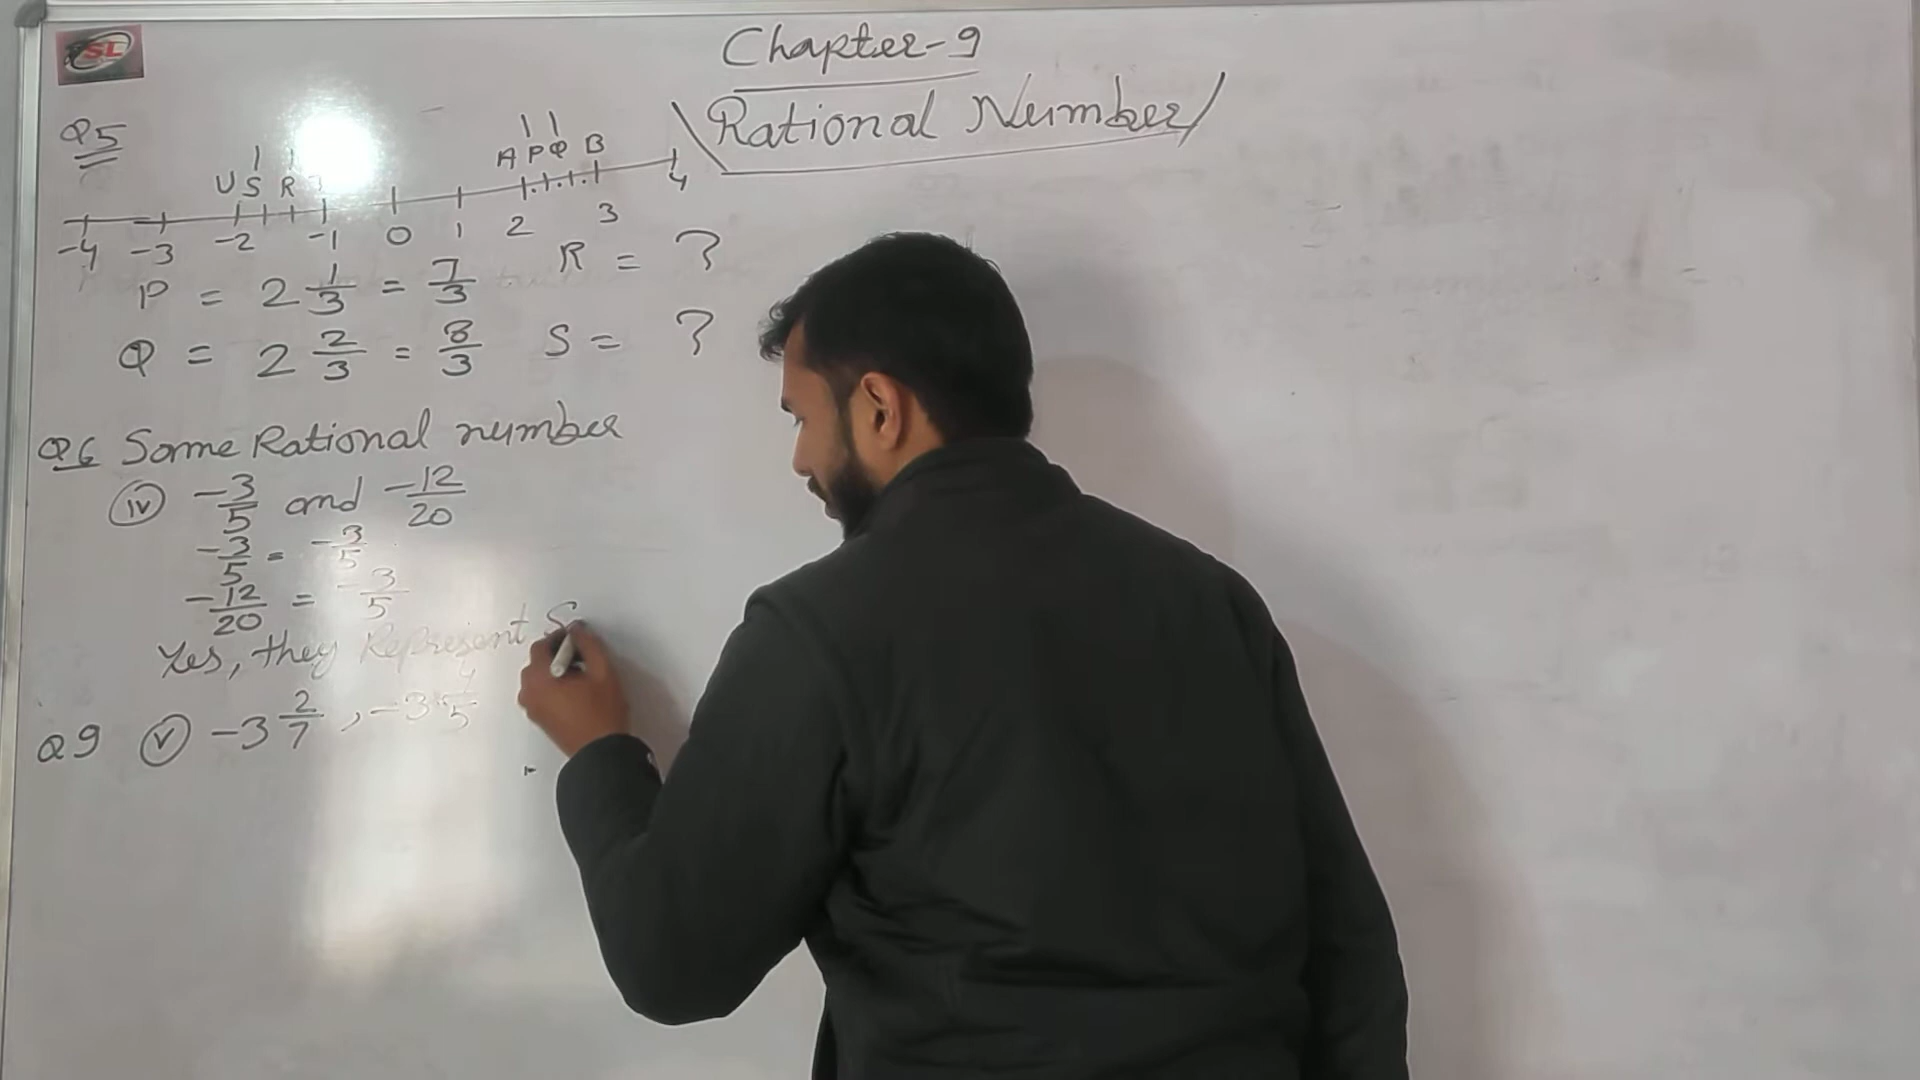 SL
Chapter-9
Rational Number
Q5
U S R
A P Q B
-4 -3 -2 -1 0 1 2 3 4
P = 2 1/3 = 7/3 R = ?
Q = 2 2/3 = 8/3 S = ?
Q6 Some Rational number
(iv) -3/5 and -12/20
-3/5 = -3/5
-12/20 = -3/5
Yes, they Represent
Q9 (v) -3 2/7, -3 4/5